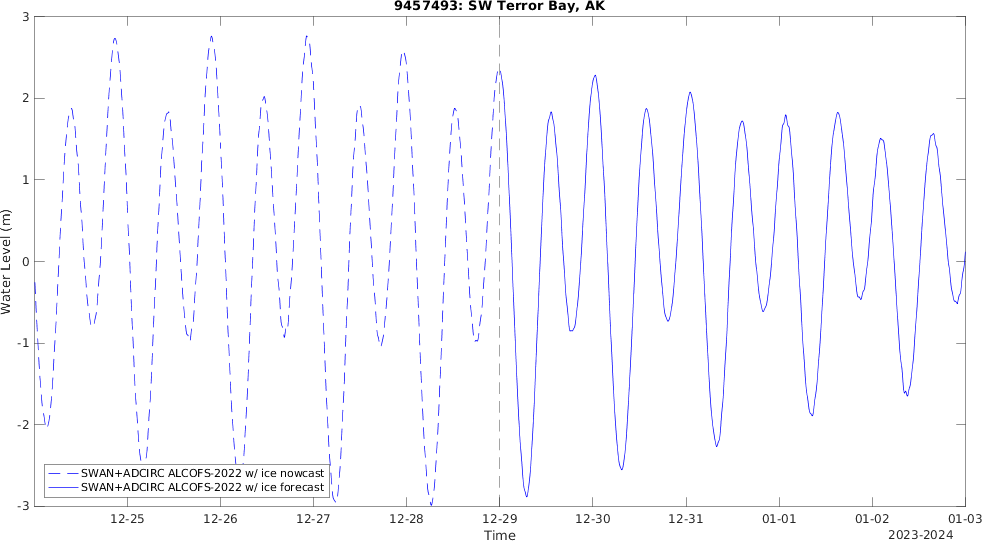 9457493: SW Terror Bay, AK
3
2
1
0
-1
-2
-3
Water Level (m)
SWAN+ADCIRC ALCOFS-2022 w/ ice nowcast
SWAN+ADCIRC ALCOFS-2022 w/ ice forecast
12-25 12-26 12-27 12-28 12-29 12-30 12-31 01-01 01-02 01-03
Time
2023-2024